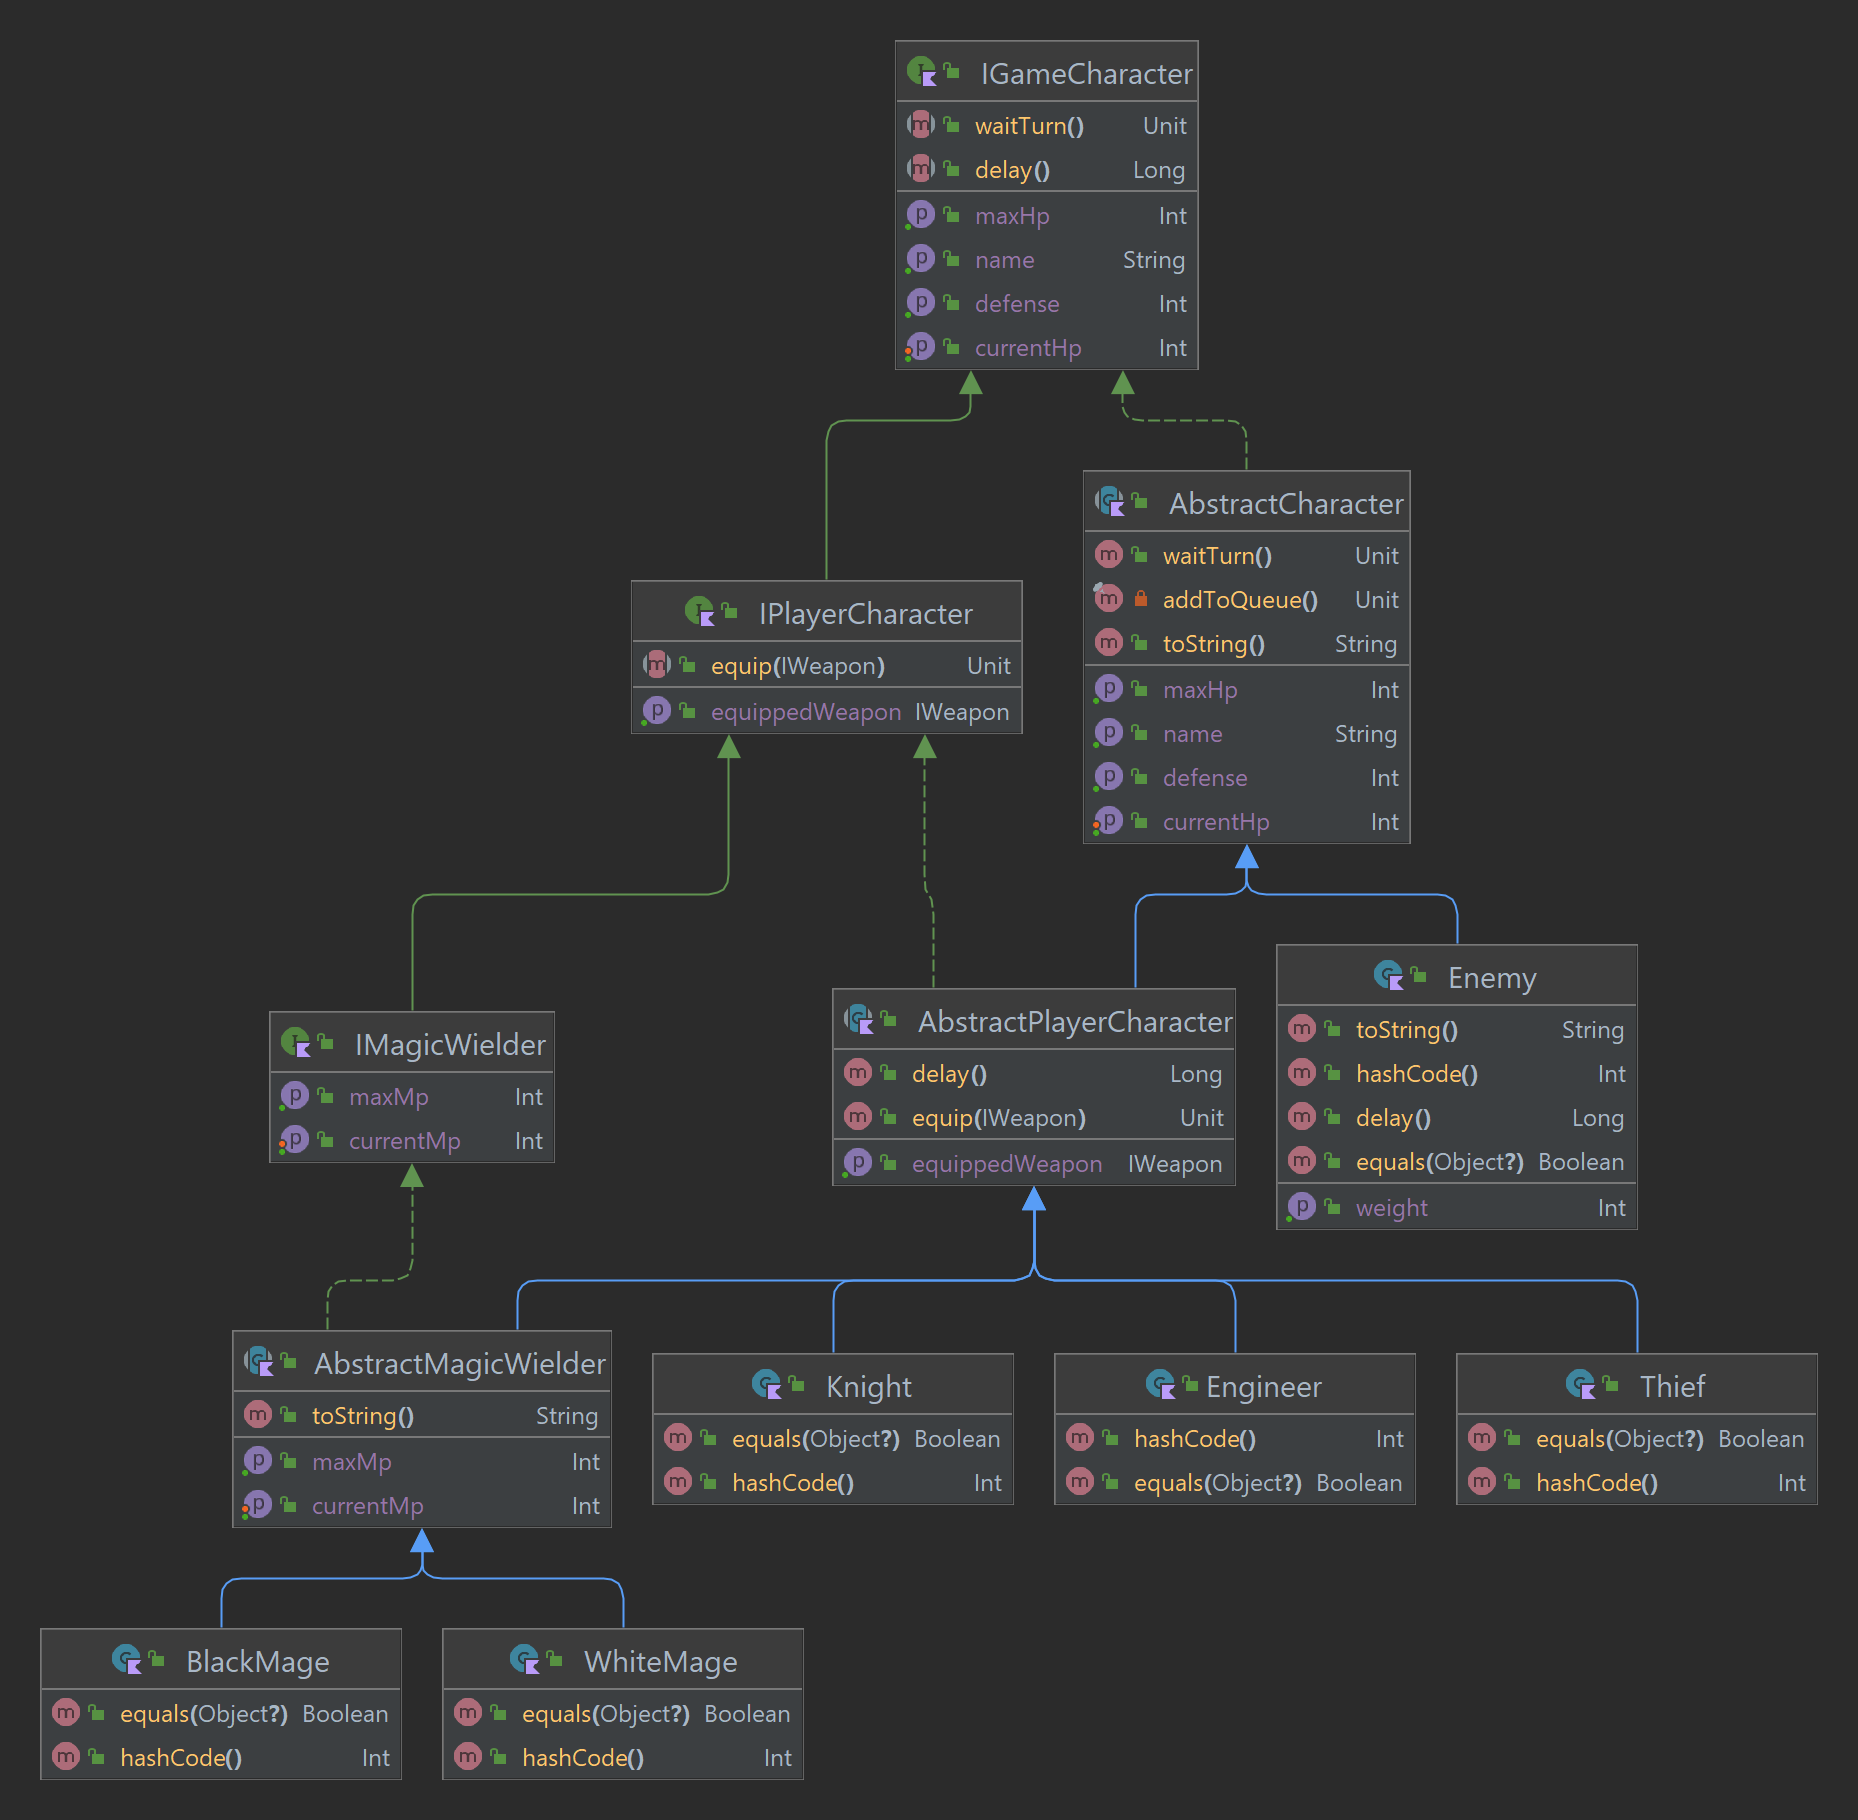 IGameCharacter
waitTurn() Unit
delay() Long
maxHp Int
name String
defense Int
currentHp Int
AbstractCharacter
waitTurn() Unit
addToQueue() Unit
toString() String
maxHp Int
name String
defense Int
currentHp Int
IPlayerCharacter
equip(IWeapon) Unit
equippedWeapon IWeapon
Enemy
toString() String
hashCode() Int
delay() Long
equals(Object?) Boolean
weight Int
AbstractPlayerCharacter
delay() Long
equip(IWeapon) Unit
equippedWeapon IWeapon
IMagicWielder
maxMp Int
currentMp Int
AbstractMagicWielder
toString() String
maxMp Int
currentMp Int
Knight
equals(Object?) Boolean
hashCode() Int
Engineer
hashCode() Int
equals(Object?) Boolean
Thief
equals(Object?) Boolean
hashCode() Int
BlackMage
equals(Object?) Boolean
hashCode() Int
WhiteMage
equals(Object?) Boolean
hashCode() Int